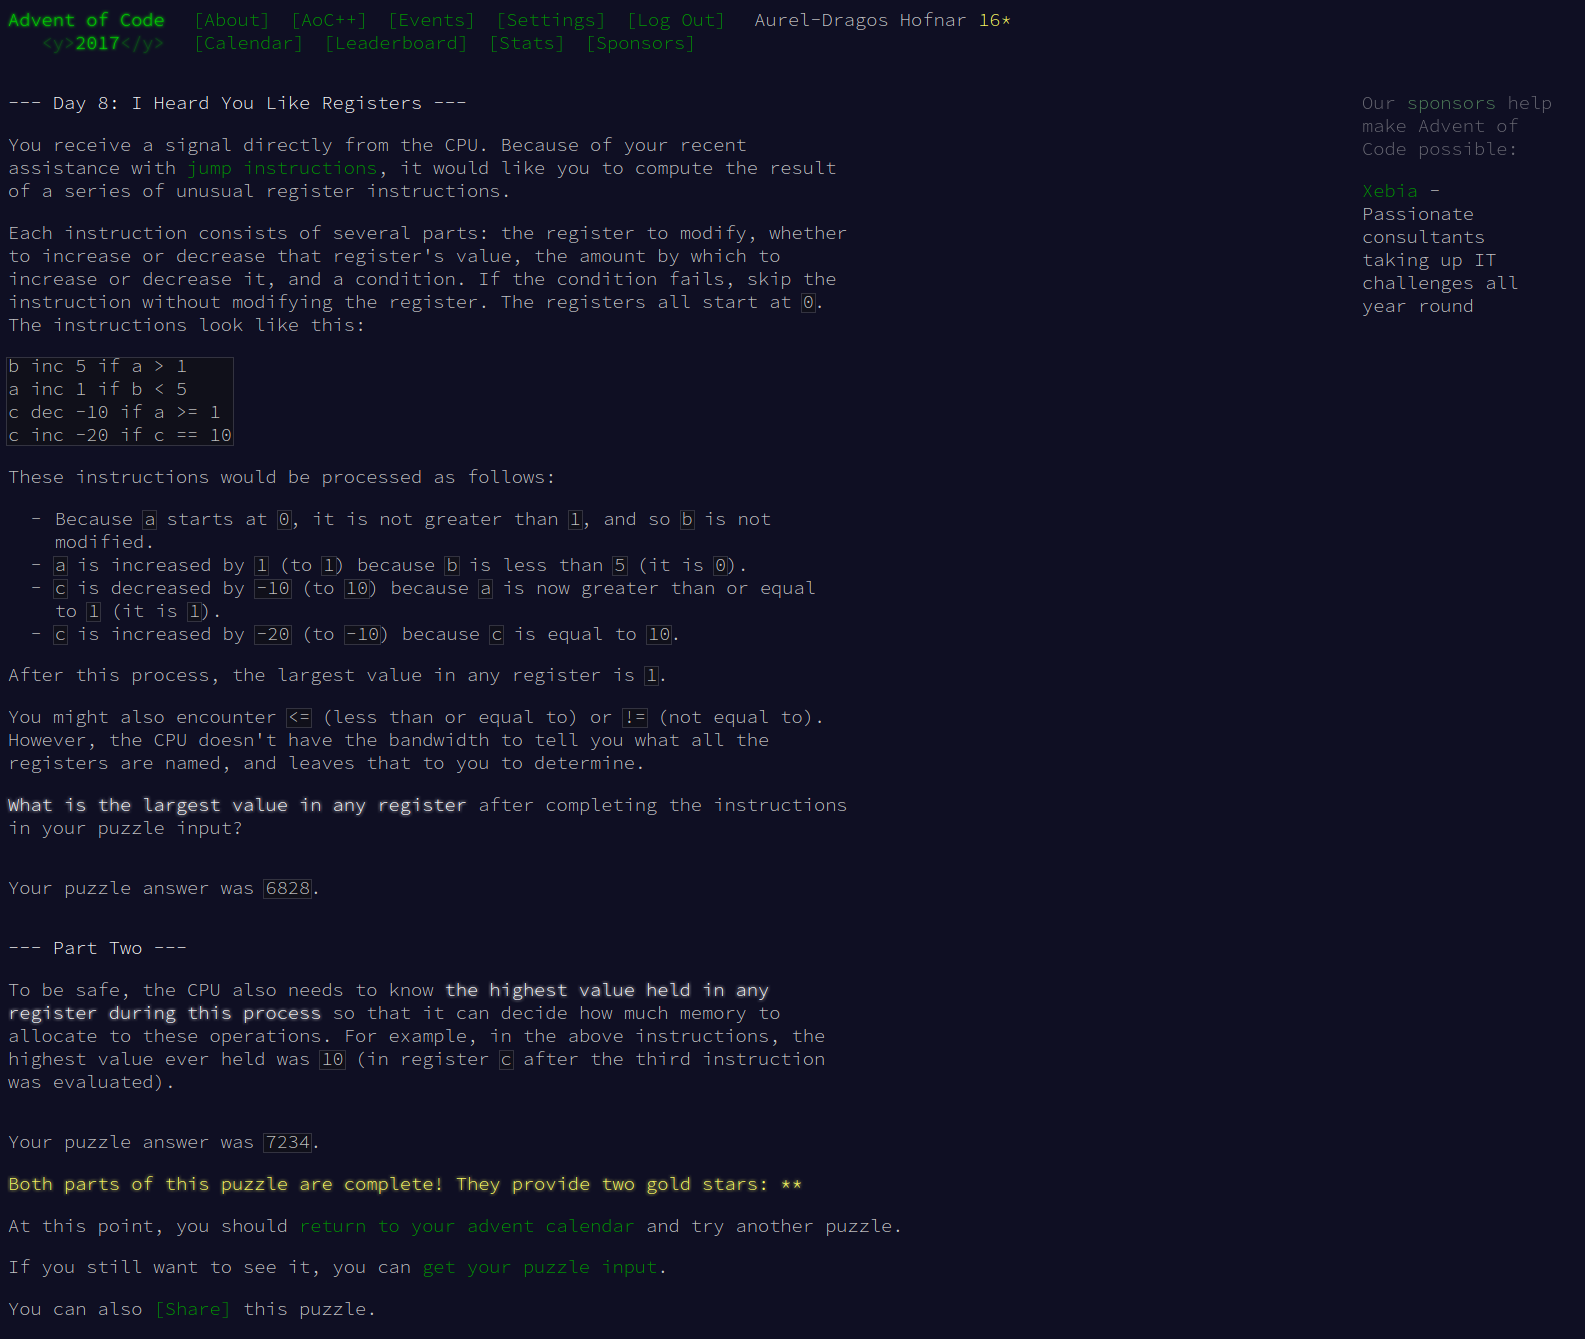 Advent of Code [About] [AoC++] [Events] [Settings] [Log Out] Aurel-Dragos Hofnar 16*
<y>2017</y> [Calendar] [Leaderboard] [Stats] [Sponsors]
--- Day 8: I Heard You Like Registers ---
You receive a signal directly from the CPU. Because of your recent
assistance with jump instructions, it would like you to compute the result
of a series of unusual register instructions.
Each instruction consists of several parts: the register to modify, whether
to increase or decrease that register's value, the amount by which to
increase or decrease it, and a condition. If the condition fails, skip the
instruction without modifying the register. The registers all start at 0.
The instructions look like this:
b inc 5 if a > 1
a inc 1 if b < 5
c dec -10 if a >= 1
c inc -20 if c == 10
These instructions would be processed as follows:
- Because a starts at 0, it is not greater than 1, and so b is not
modified.
- a is increased by 1 (to 1) because b is less than 5 (it is 0).
- c is decreased by -10 (to 10) because a is now greater than or equal
to 1 (it is 1).
- c is increased by -20 (to -10) because c is equal to 10.
After this process, the largest value in any register is 1.
You might also encounter <= (less than or equal to) or != (not equal to).
However, the CPU doesn't have the bandwidth to tell you what all the
registers are named, and leaves that to you to determine.
What is the largest value in any register after completing the instructions
in your puzzle input?
Your puzzle answer was 6828.
--- Part Two ---
To be safe, the CPU also needs to know the highest value held in any
register during this process so that it can decide how much memory to
allocate to these operations. For example, in the above instructions, the
highest value ever held was 10 (in register c after the third instruction
was evaluated).
Your puzzle answer was 7234.
Both parts of this puzzle are complete! They provide two gold stars: **
At this point, you should return to your advent calendar and try another puzzle.
If you still want to see it, you can get your puzzle input.
You can also [Share] this puzzle.
Our sponsors help
make Advent of
Code possible:
Xebia -
Passionate
consultants
taking up IT
challenges all
year round